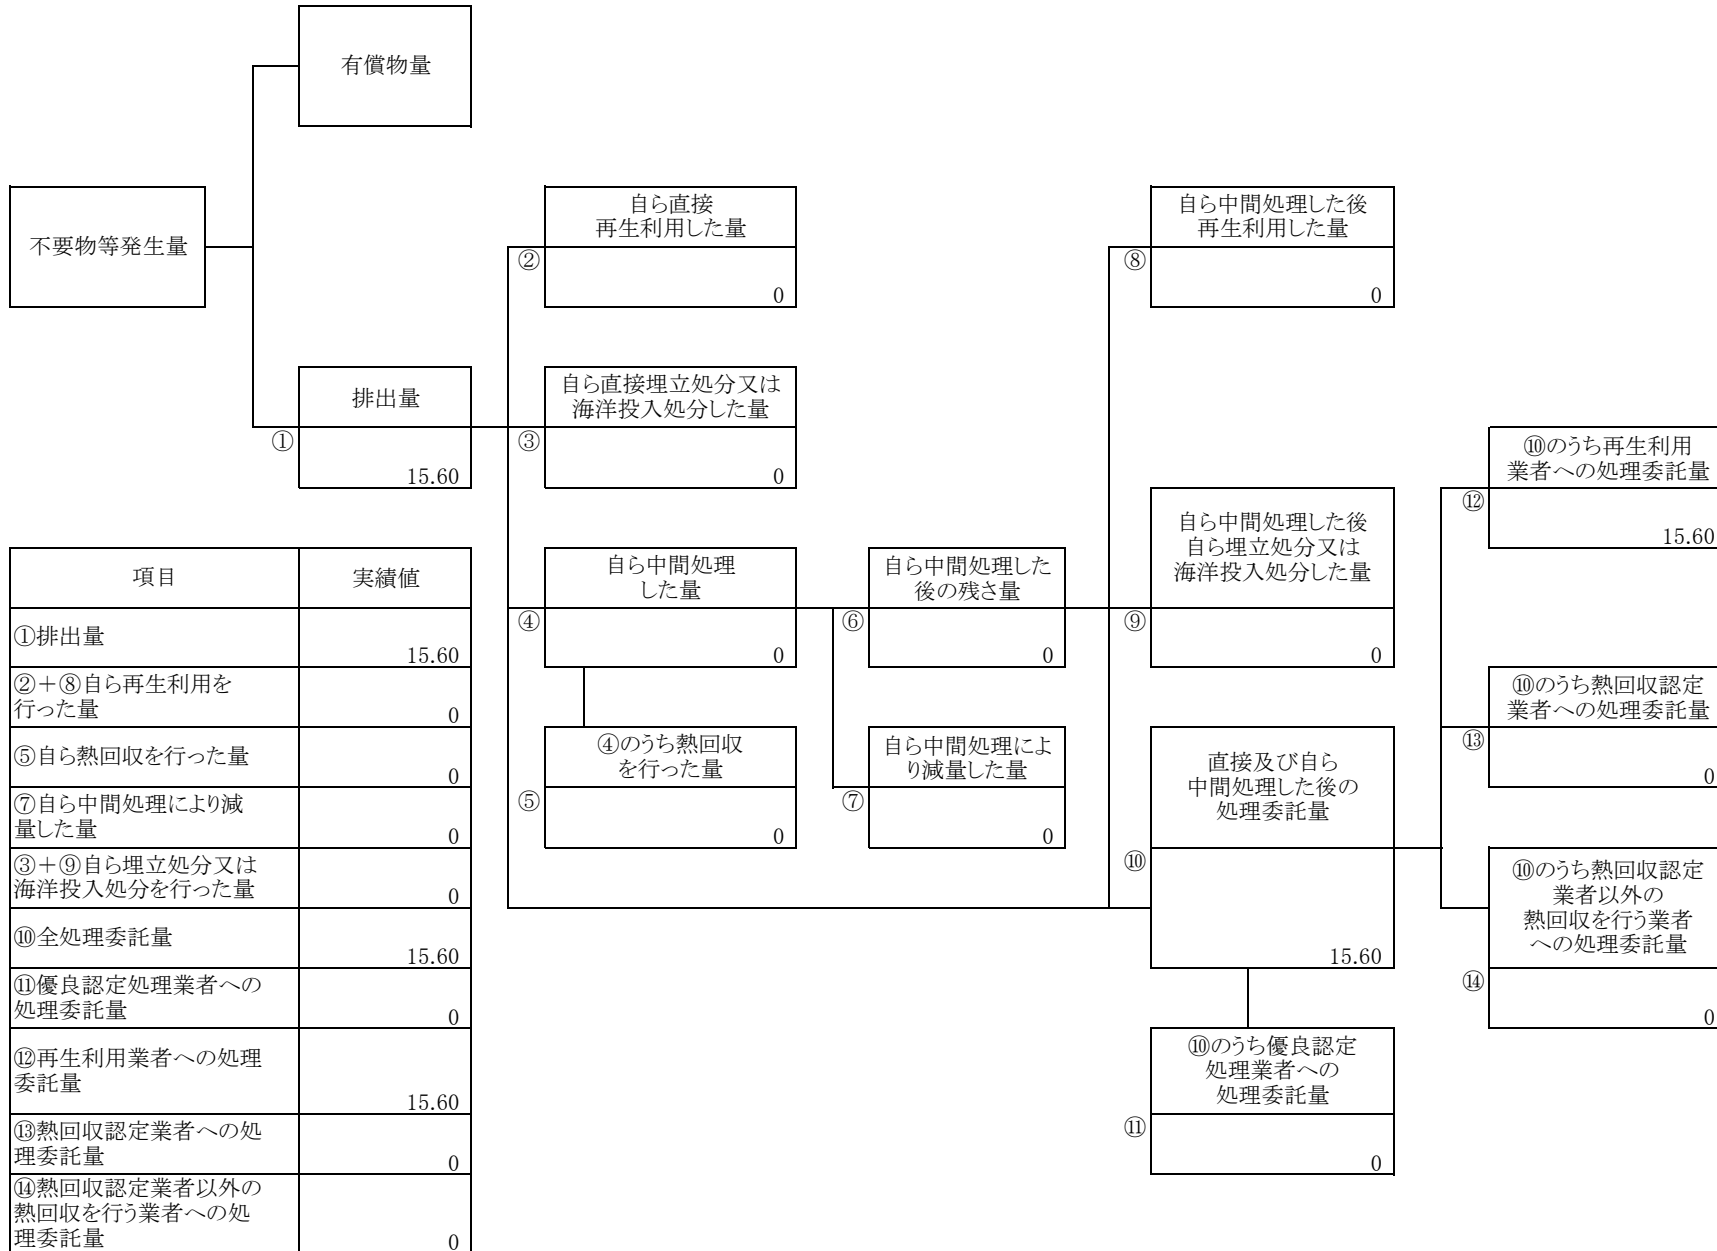 有償物量
不要物等発生量
自ら直接
再生利用した量
②
0
自ら中間処理した後
再生利用した量
⑧
0
排出量
①
15.60
自ら直接埋立処分又は
海洋投入処分した量
③
0
⑩のうち再生利用
業者への処理委託量
⑫
15.60
自ら中間処理
した量
④
0
自ら中間処理した
後の残さ量
⑥
0
自ら中間処理した後
自ら埋立処分又は
海洋投入処分した量
⑨
0
⑩のうち熱回収認定
業者への処理委託量
⑬
0
④のうち熱回収
を行った量
⑤
0
自ら中間処理によ
り減量した量
⑦
0
直接及び自ら
中間処理した後の
処理委託量
⑩
15.60
⑩のうち熱回収認定
業者以外の
熱回収を行う業者
への処理委託量
⑭
0
⑩のうち優良認定
処理業者への
処理委託量
⑪
0
項目 実績値
①排出量
15.60
②+⑧自ら再生利用を
行った量
0
⑤自ら熱回収を行った量
0
⑦自ら中間処理により減
量した量
0
③+⑨自ら埋立処分又は
海洋投入処分を行った量
0
⑩全処理委託量
15.60
⑪優良認定処理業者への
処理委託量
0
⑫再生利用業者への処理
委託量
15.60
⑬熱回収認定業者への処
理委託量
0
⑭熱回収認定業者以外の
熱回収を行う業者への処
理委託量
0